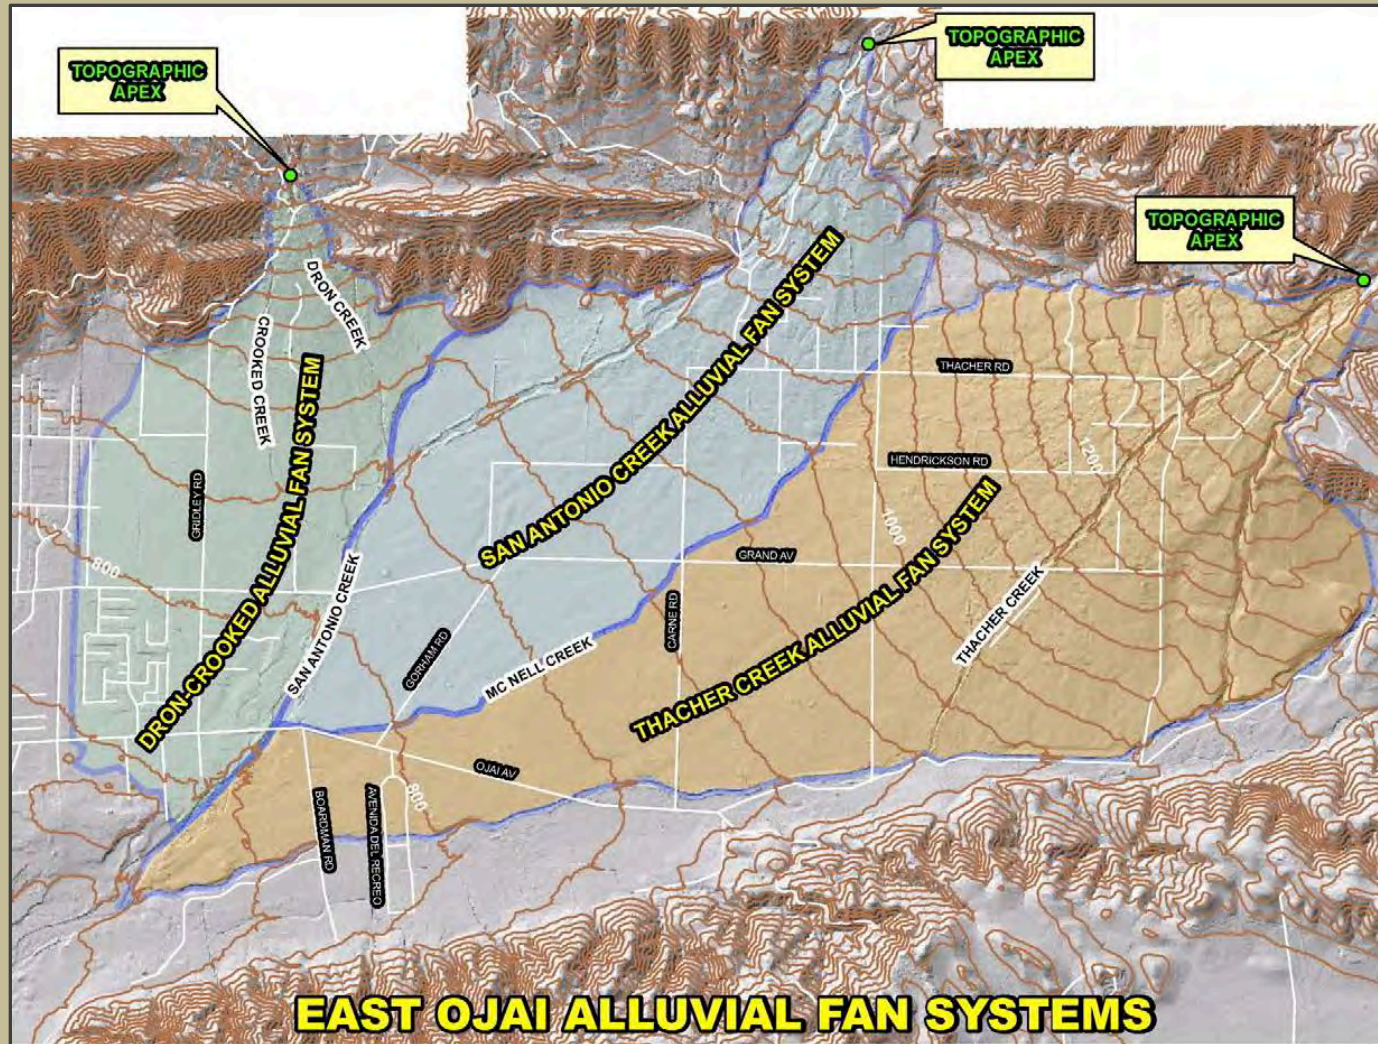 TOPOGRAPHIC
APEX
TOPOGRAPHIC
APEX
TOPOGRAPHIC
APEX
DRON CREEK
CROOKED CREEK
DRON-CROOKED ALLUVIAL FAN SYSTEM
SAN ANTONIO CREEK ALLUVIAL FAN SYSTEM
THACHER RD
HENDRICKSON RD
1200
GRIDLEY RD
1000
800
GRAND AV
SAN ANTONIO CREEK
CARNE RD
THACHER CREEK
GORHAM RD
MC NELL CREEK
THACHER CREEK ALLUVIAL FAN SYSTEM
OJAI AV
BOARDMAN RD
AVENIDA DEL RECREO
800
EAST OJAI ALLUVIAL FAN SYSTEMS